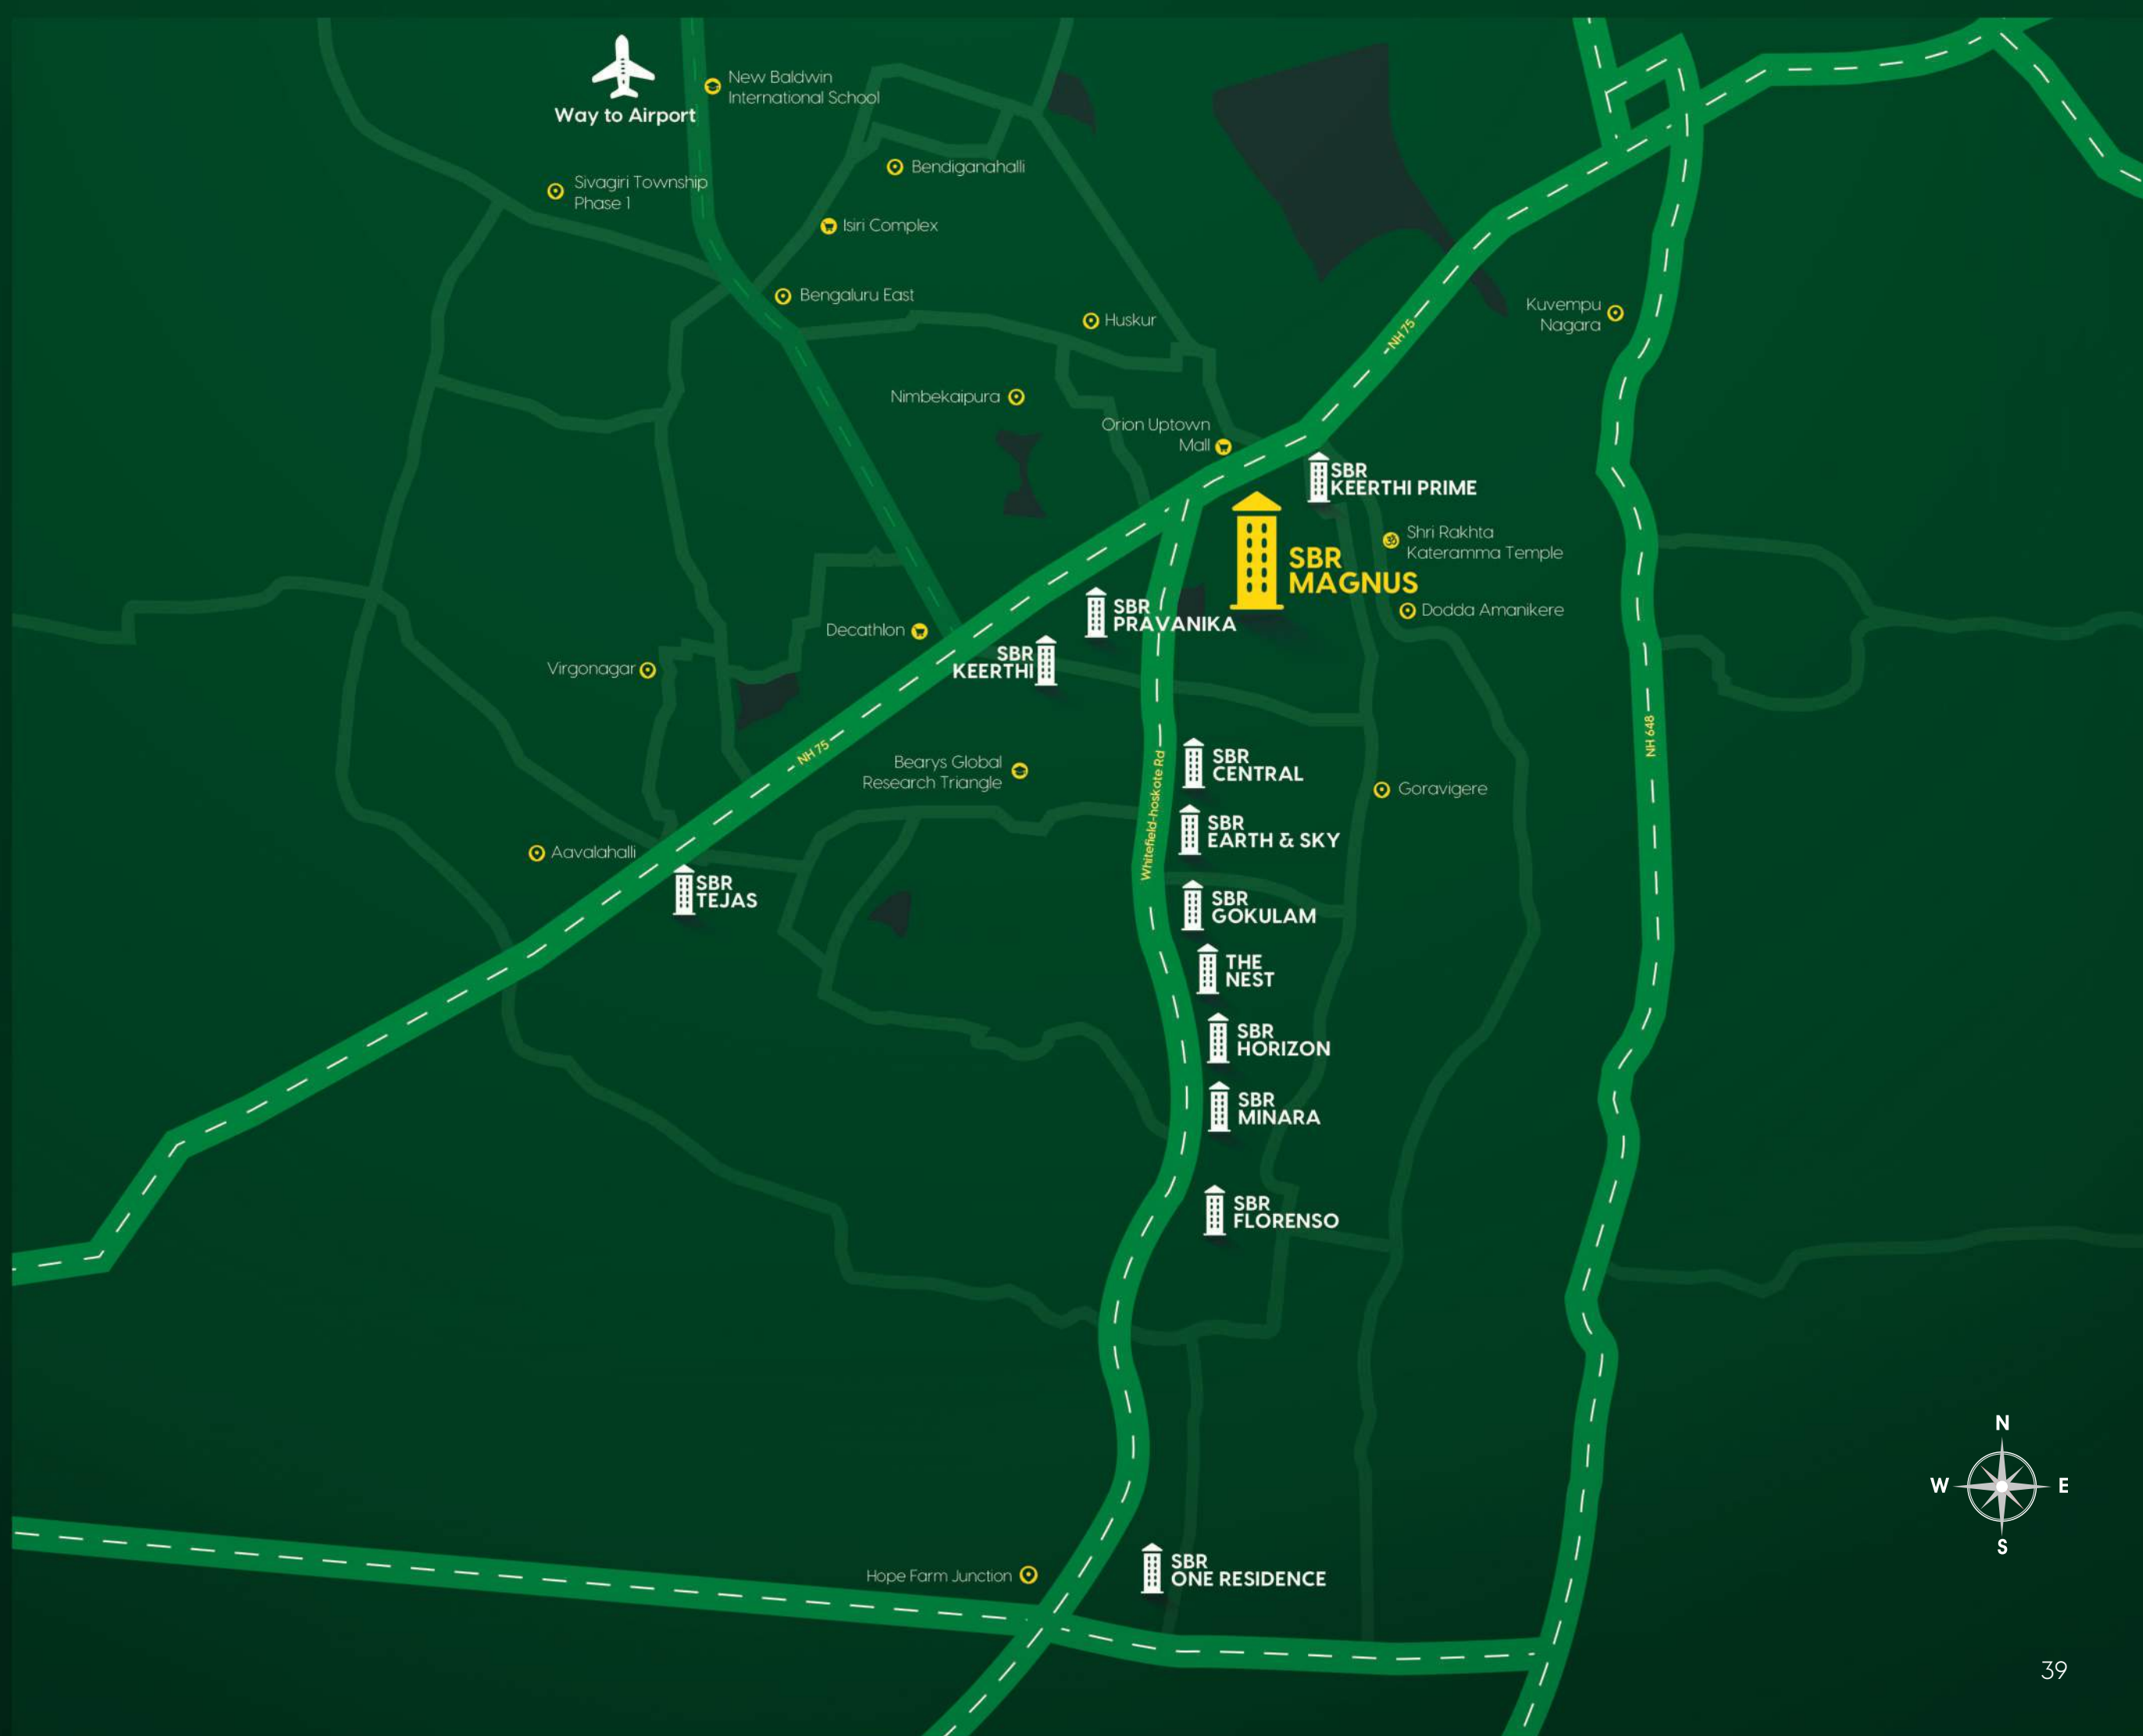 New Baldwin
International School
Way to Airport
Bendiganahalli
Sivagiri Township
Phase 1
Isiri Complex
Bengaluru East
Huskur
Kuvempu
Nagara
NH 75
Nimbekaipura
Orion Uptown
Mall
SBR
KEERTHI PRIME
Shri Rakhta
Kateramma Temple
SBR
MAGNUS
SBR
PRAVANIKA
Dodda Amanikere
Decathlon
SBR
KEERTHI
Virgonagar
NH 75
NH 648
Bearys Global
Research Triangle
SBR
CENTRAL
Whitefield-hoskote Rd
Goravigere
SBR
EARTH & SKY
Aavalahalli
SBR
TEJAS
SBR
GOKULAM
THE
NEST
SBR
HORIZON
SBR
MINARA
SBR
FLORENSO
N
W
E
S
Hope Farm Junction
SBR
ONE RESIDENCE
39